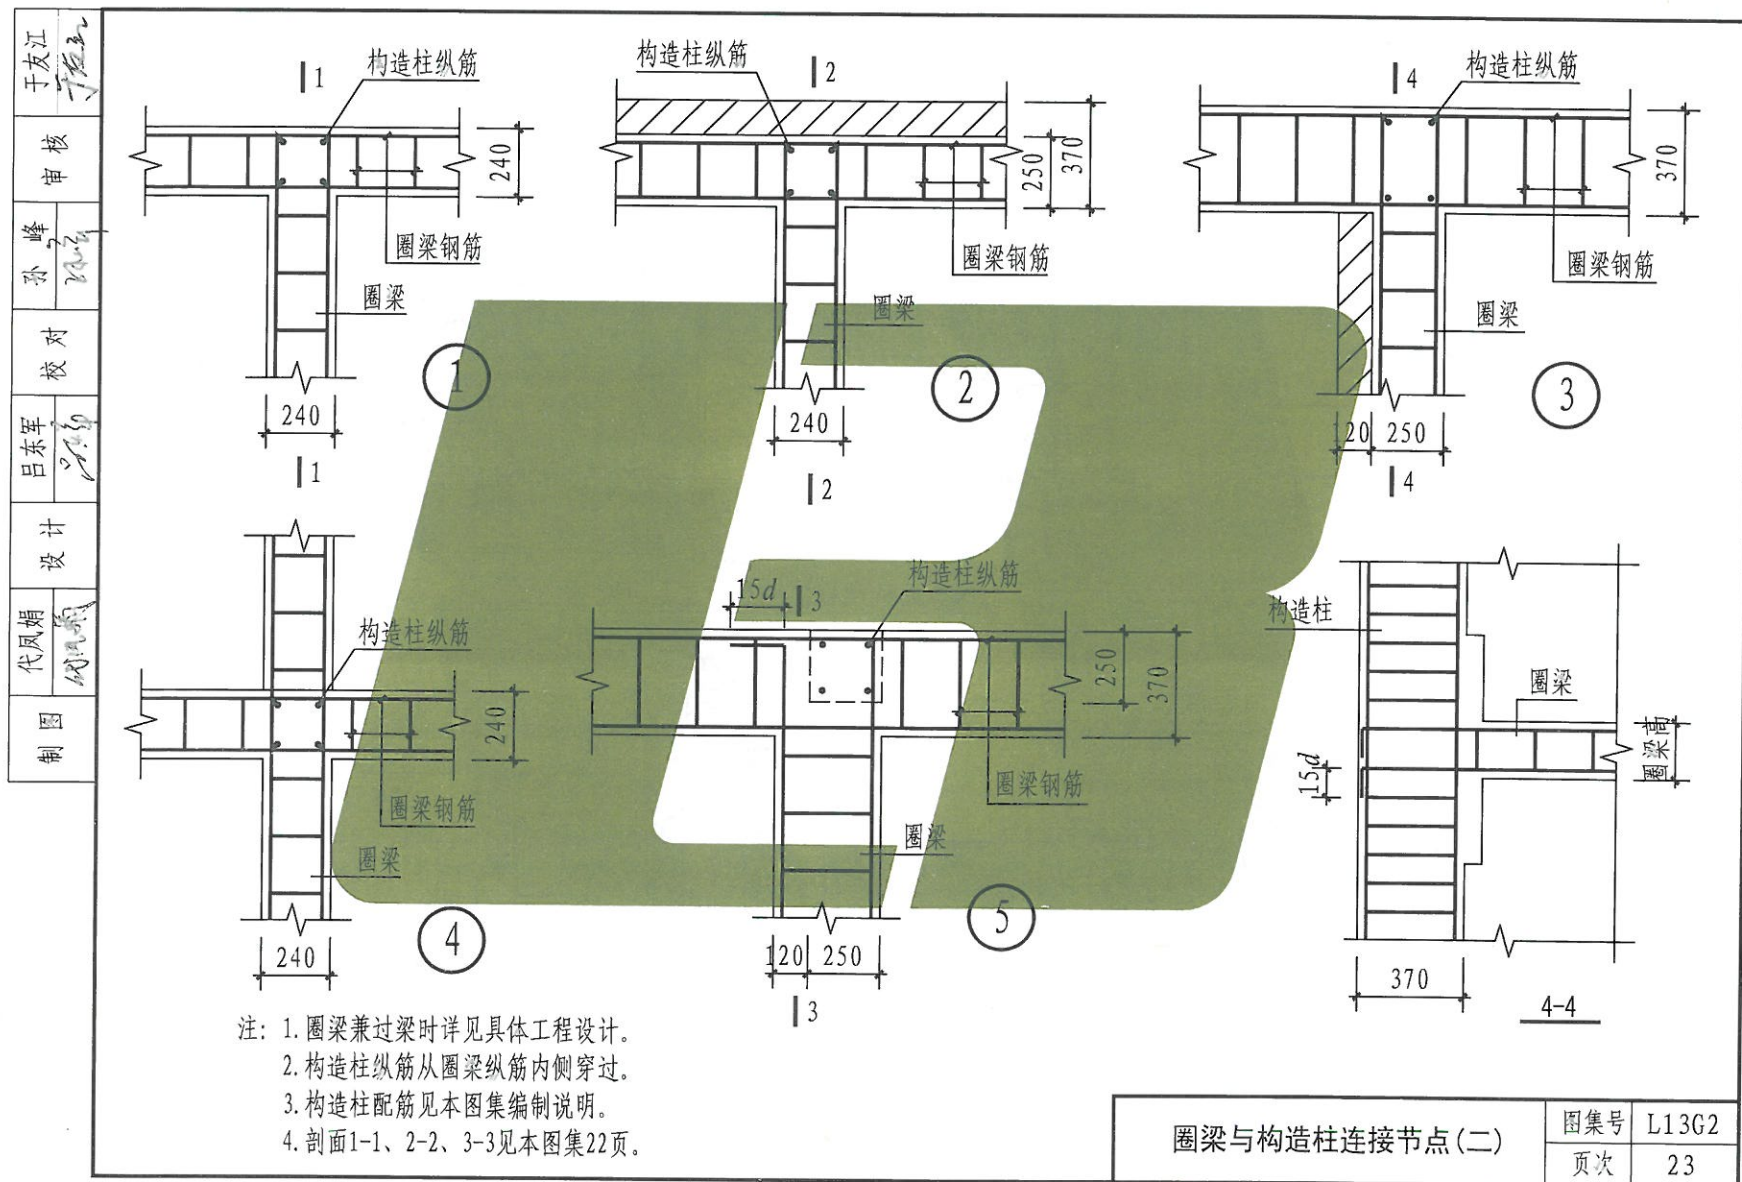 于友江
审核
孙峰
校对
吕东军
设计
代凤娟
制图
1
构造柱纵筋
240
圈梁钢筋
圈梁
①
240
1
构造柱纵筋
2
250
370
圈梁钢筋
圈梁
②
240
2
4
构造柱纵筋
370
圈梁钢筋
圈梁
③
120
250
4
构造柱纵筋
240
圈梁钢筋
圈梁
④
240
15d
3
构造柱纵筋
250
370
圈梁钢筋
圈梁
⑤
120
250
3
构造柱
圈梁
圈梁高
15d
370
4-4
注: 1.圈梁兼过梁时详见具体工程设计。
2.构造柱纵筋从圈梁纵筋内侧穿过。
3.构造柱配筋见本图集编制说明。
4.剖面1-1、2-2、3-3见本图集22页。
圈梁与构造柱连接节点(二)
图集号 L13G2
页次 23